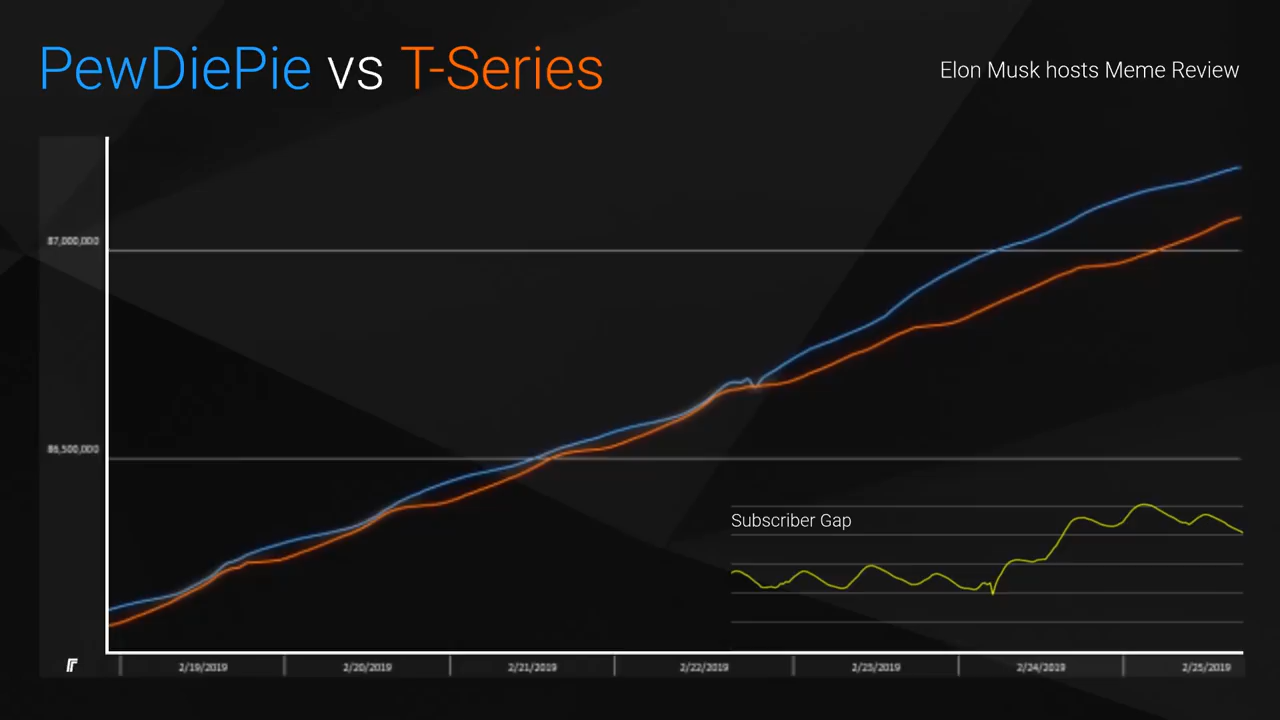 PewDiePie vs T-Series
Elon Musk hosts Meme Review
87,000,000
86,500,000
Subscriber Gap
2/19/2019 2/20/2019 2/21/2019 2/22/2019 2/23/2019 2/24/2019 2/25/2019